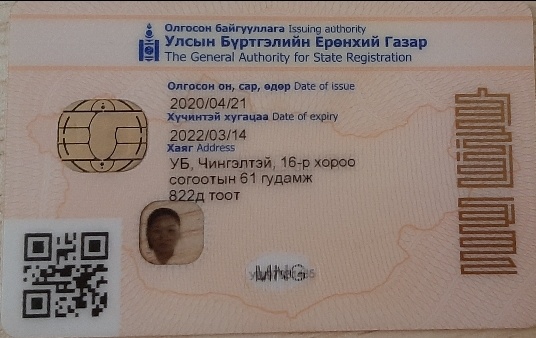 Олгосон байгууллага Issuing authority
Улсын Бүртгэлийн Ерөнхий Газар
The General Authority for State Registration
Олгосон он, сар, өдөр Date of issue
2020/04/21
Хүчинтэй хугацаа Date of expiry
2022/03/14
Хаяг Address
УБ, Чингэлтэй, 16-р хороо
согоотын 61 гудамж
822д тоот
MNG